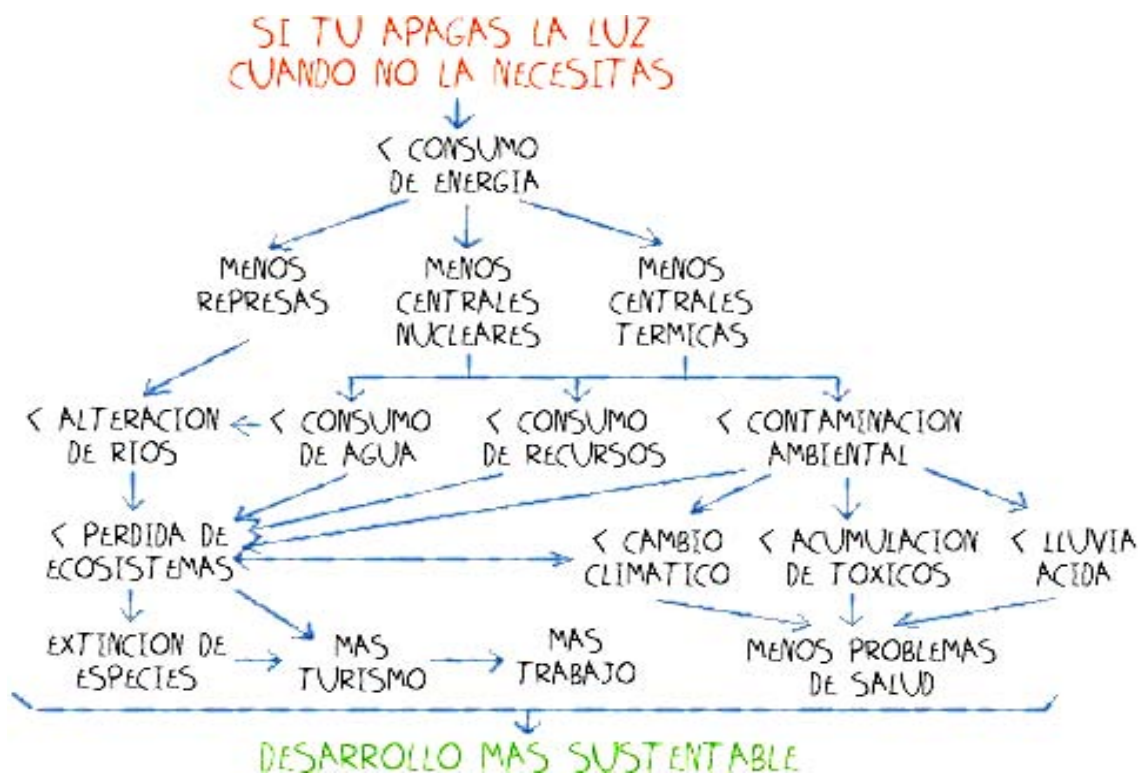 SI TU APAGAS LA LUZ
CUANDO NO LA NECESITAS
< CONSUMO
DE ENERGIA
MENOS
REPRESAS
MENOS
CENTRALES
NUCLEARES
MENOS
CENTRALES
TERMICAS
< ALTERACION
DE RIOS
< CONSUMO
DE AGUA
< CONSUMO
DE RECURSOS
< CONTAMINACION
AMBIENTAL
< PERDIDA DE
ECOSISTEMAS
< CAMBIO
CLIMATICO
< ACUMULACION
DE TOXICOS
< LLUVIA
ACIDA
EXTINCION DE
ESPECIES
MAS
TURISMO
MAS
TRABAJO
MENOS PROBLEMAS
DE SALUD
DESARROLLO MAS SUSTENTABLE